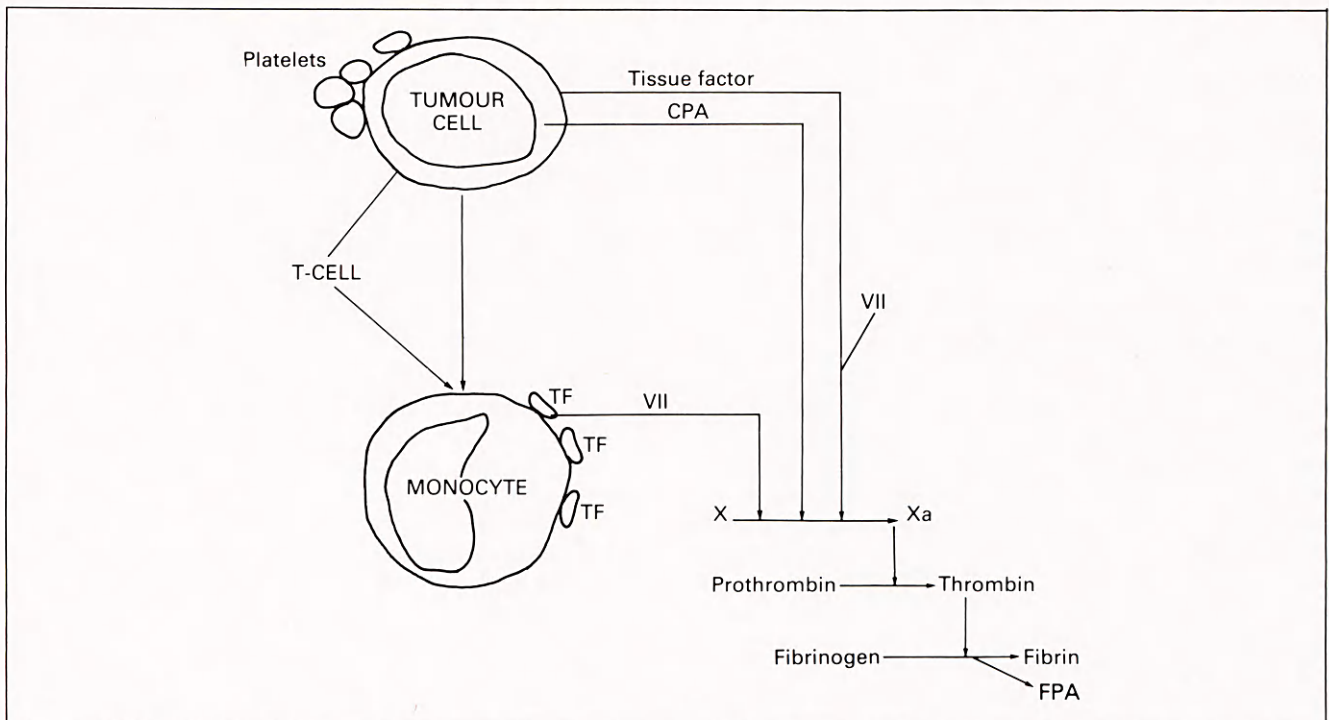 Platelets
TUMOUR
CELL
Tissue factor
CPA
T-CELL
VII
TF
VII
TF
MONOCYTE
TF
X
Xa
Prothrombin
Thrombin
Fibrinogen
Fibrin
FPA